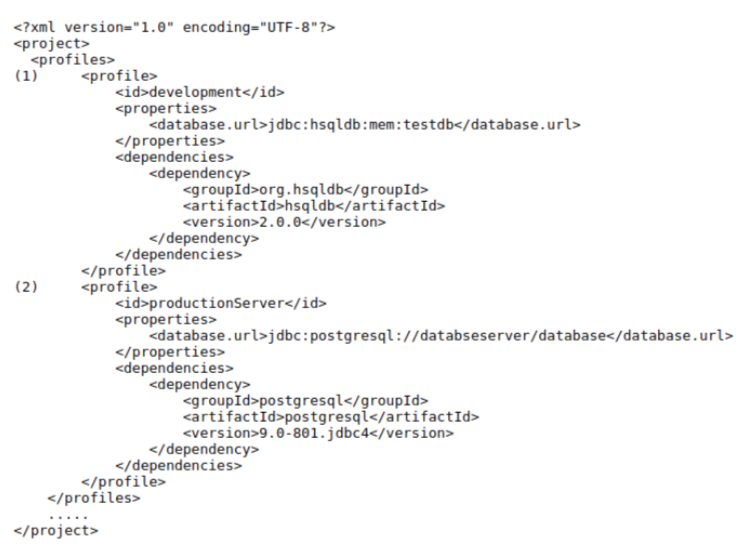 <?xml version="1.0" encoding="UTF-8"?>
<project>
  <profiles>
(1)     <profile>
            <id>development</id>
            <properties>
                <database.url>jdbc:hsqldb:mem:testdb</database.url>
            </properties>
            <dependencies>
                <dependency>
                    <groupId>org.hsqldb</groupId>
                    <artifactId>hsqldb</artifactId>
                    <version>2.0.0</version>
                </dependency>
            </dependencies>
        </profile>
(2)     <profile>
            <id>productionServer</id>
            <properties>
                <database.url>jdbc:postgresql://databseserver/database</database.url>
            </properties>
            <dependencies>
                <dependency>
                    <groupId>postgresql</groupId>
                    <artifactId>postgresql</artifactId>
                    <version>9.0-801.jdbc4</version>
                </dependency>
            </dependencies>
        </profile>
    </profiles>
    .....
</project>